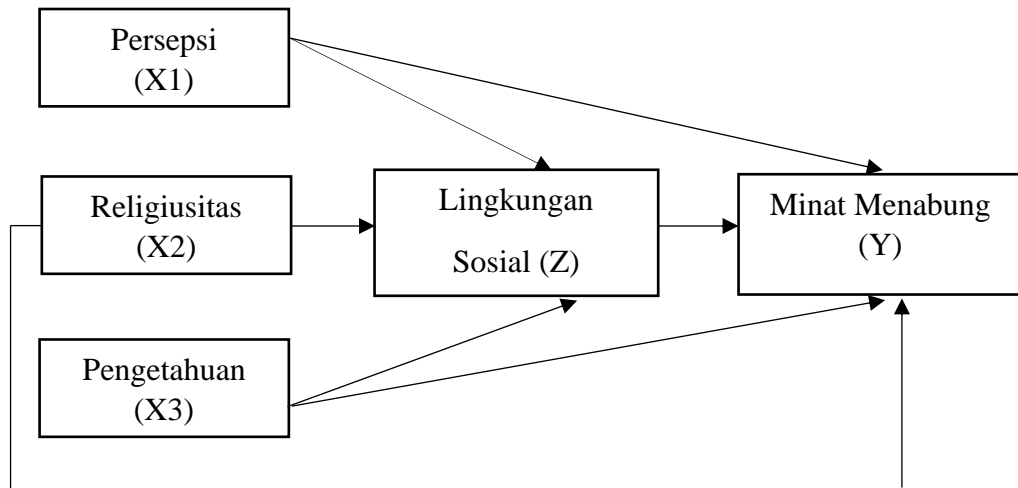 Persepsi
(X1)
Religiusitas
(X2)
Lingkungan
Sosial (Z)
Minat Menabung
(Y)
Pengetahuan
(X3)